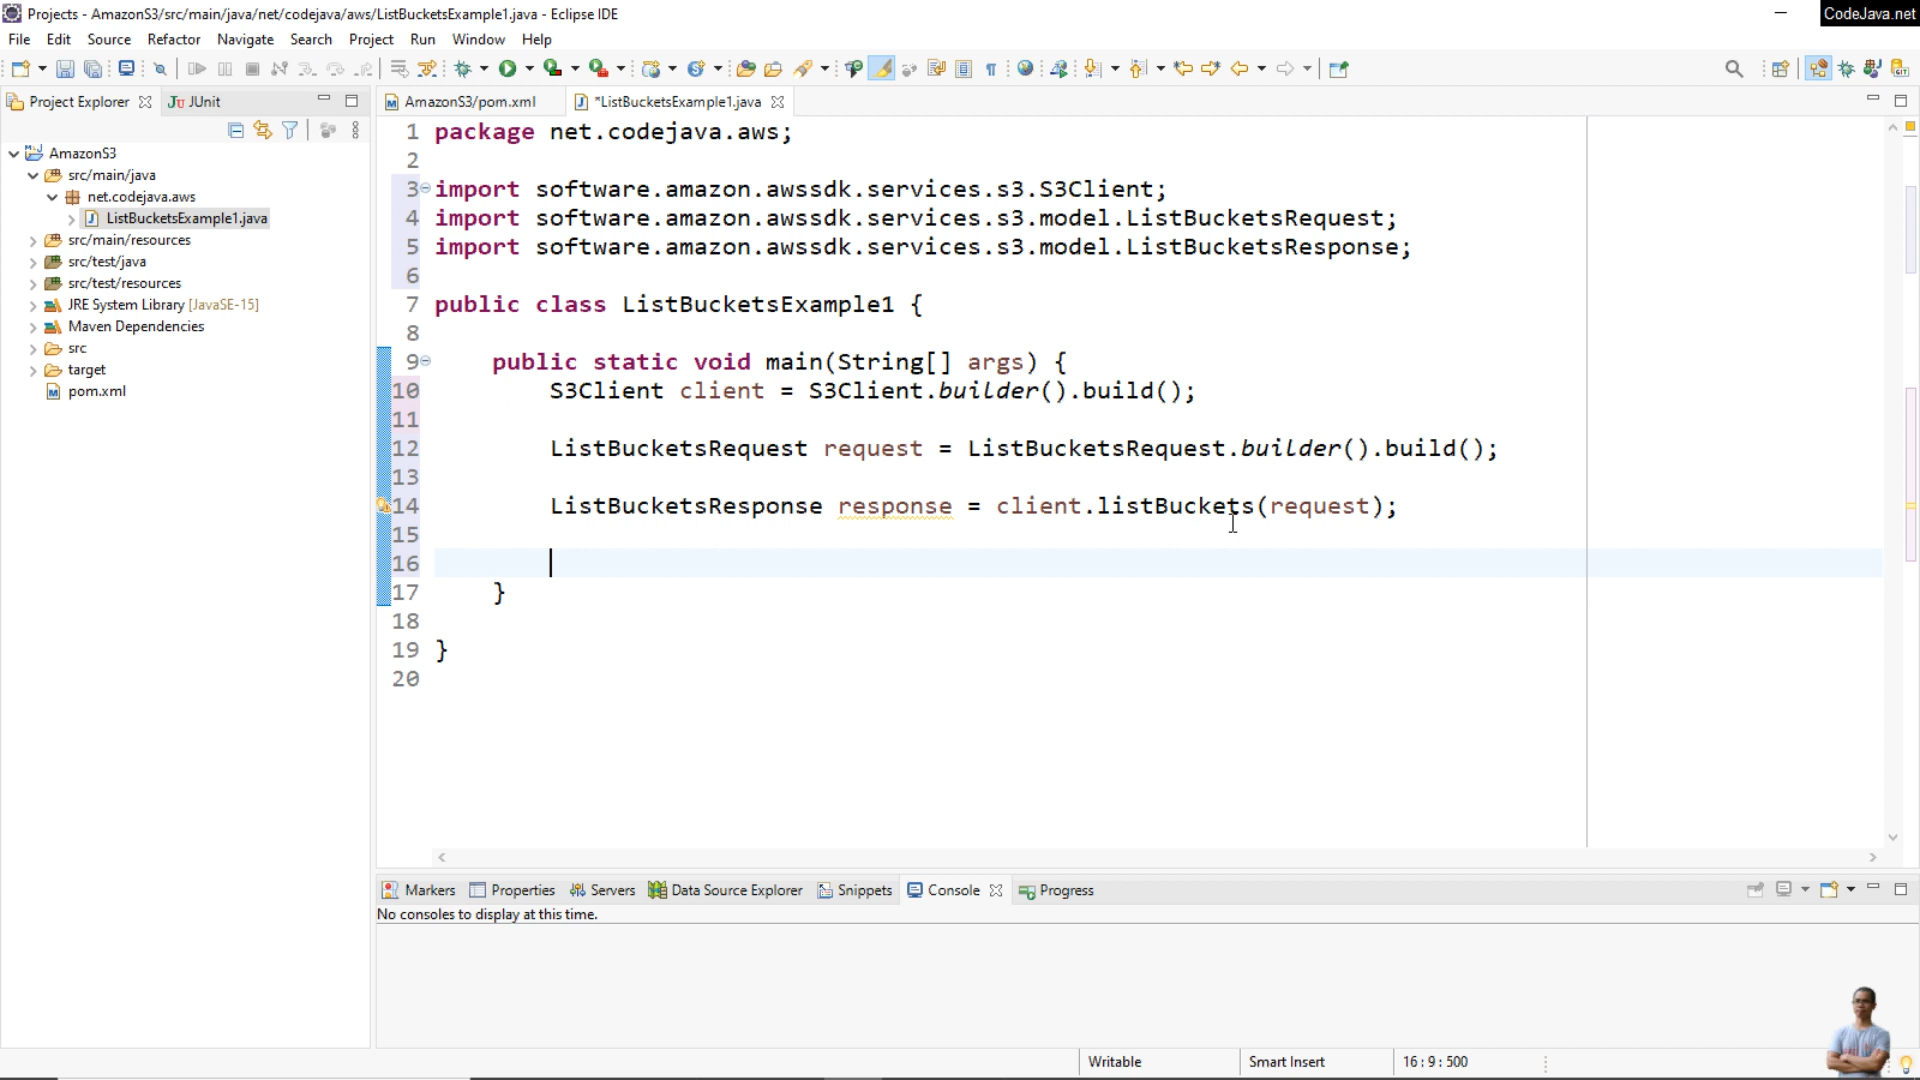 Projects - AmazonS3/src/main/java/net/codejava/aws/ListBucketsExample1.java - Eclipse IDE
CodeJava.net
File Edit Source Refactor Navigate Search Project Run Window Help
Project Explorer
JUnit
AmazonS3/pom.xml
*ListBucketsExample1.java
AmazonS3
src/main/java
net.codejava.aws
ListBucketsExample1.java
src/main/resources
src/test/java
src/test/resources
JRE System Library [JavaSE-15]
Maven Dependencies
src
target
pom.xml
1 package net.codejava.aws;
2
3 import software.amazon.awssdk.services.s3.S3Client;
4 import software.amazon.awssdk.services.s3.model.ListBucketsRequest;
5 import software.amazon.awssdk.services.s3.model.ListBucketsResponse;
6
7 public class ListBucketsExample1 {
8
9 public static void main(String[] args) {
10 S3Client client = S3Client.builder().build();
11
12 ListBucketsRequest request = ListBucketsRequest.builder().build();
13
14 ListBucketsResponse response = client.listBuckets(request);
15
16
17 }
18
19 }
20
Markers Properties Servers Data Source Explorer Snippets Console Progress
No consoles to display at this time.
Writable Smart Insert 16 : 9 : 500